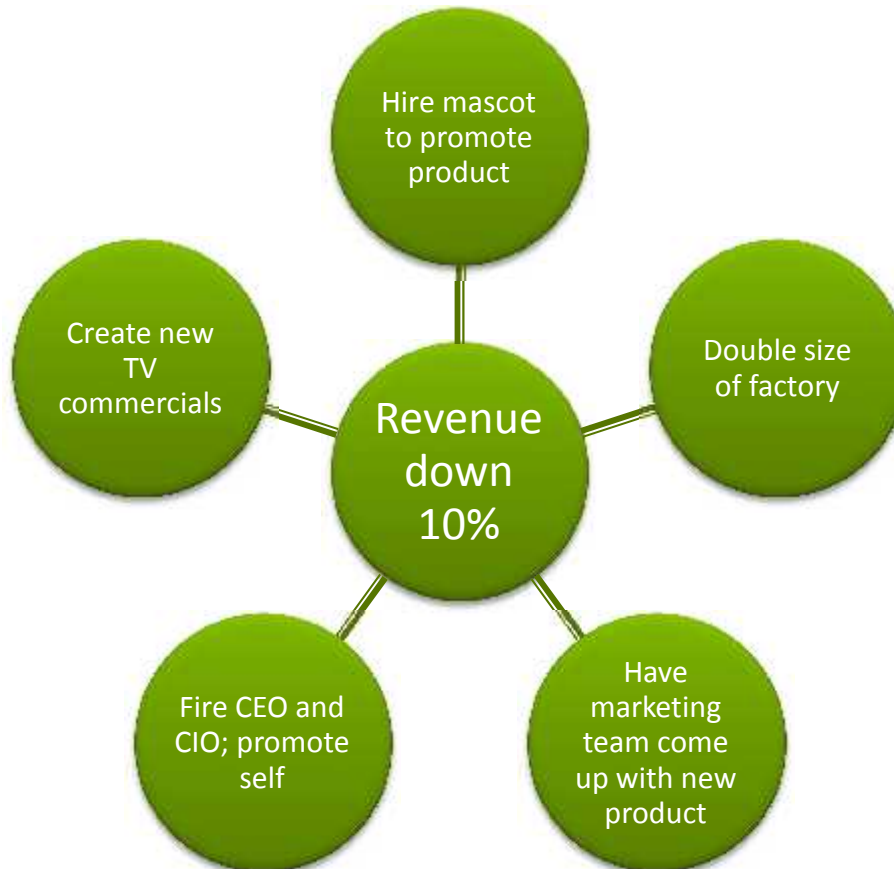 Hire mascot
to promote
product
Create new
TV
commercials
Double size
of factory
Revenue
down
10%
Fire CEO and
CIO; promote
self
Have
marketing
team come
up with new
product